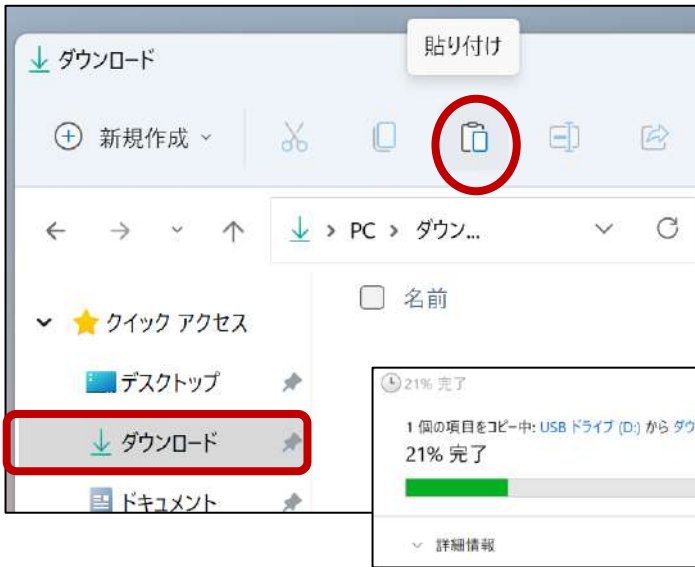 ダウンロード
貼り付け
新規作成
PC > ダウン...
名前
クイック アクセス
デスクトップ
ダウンロード
ドキュメント
21% 完了
1 個の項目をコピー中: USB ドライブ (D:) から ダウ
21% 完了
詳細情報